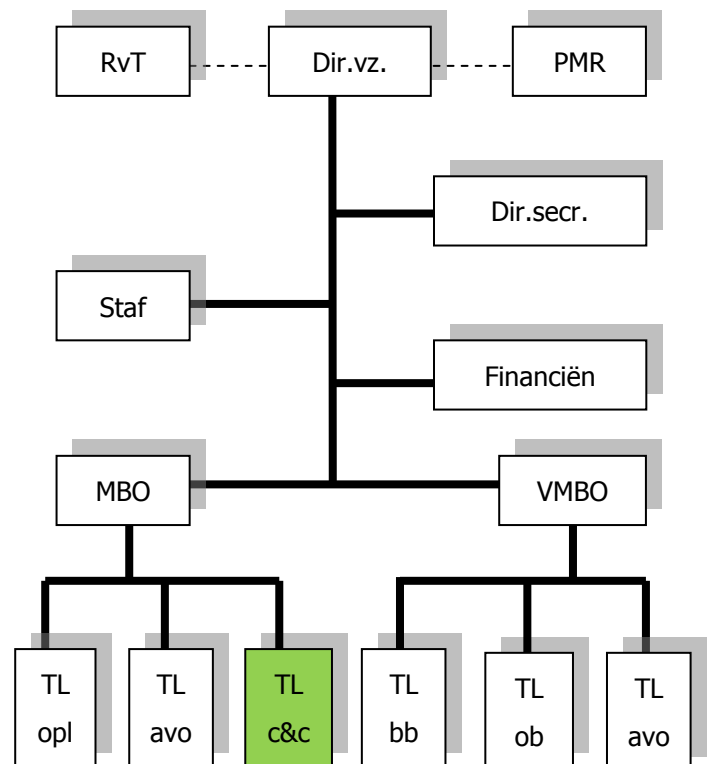 RvT
Dir.vz.
PMR
Dir.secr.
Staf
Financiën
MBO
VMBO
TL
opl
TL
avo
TL
c&c
TL
bb
TL
ob
TL
avo